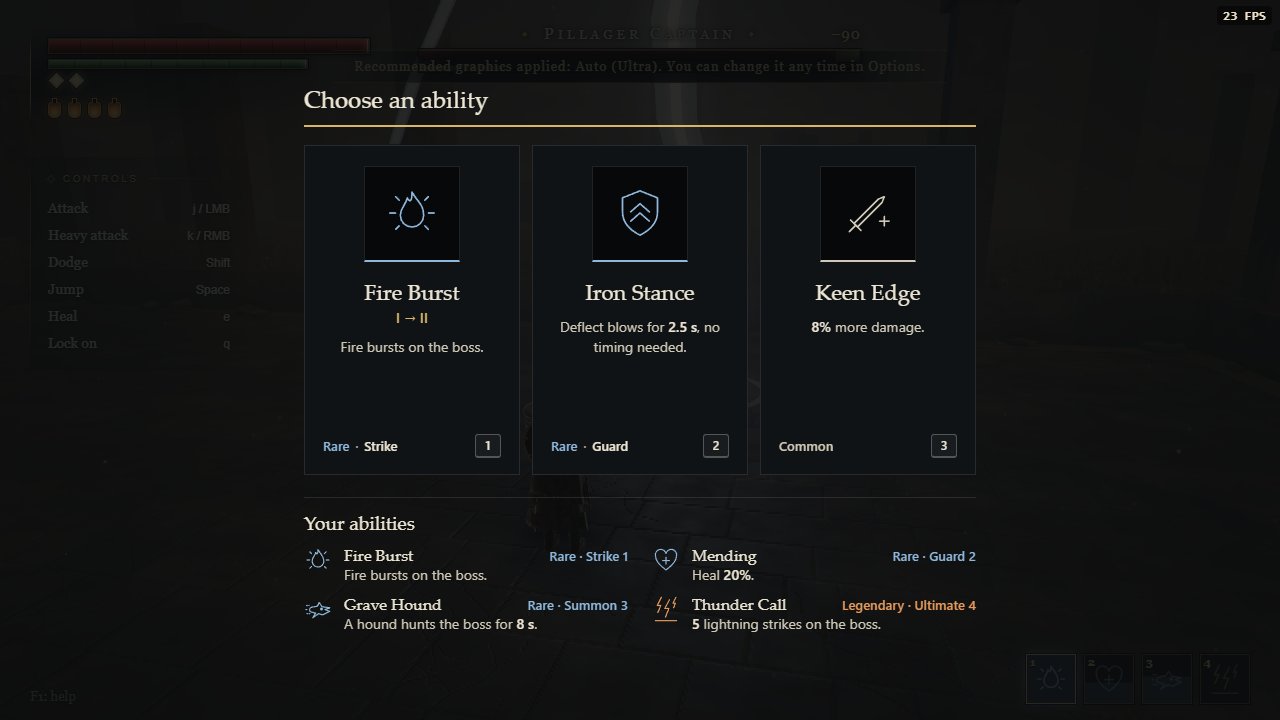 23 FPS
PILLAGER CAPTAIN
−90
Recommended graphics applied: Auto (Ultra). You can change it any time in Options.
Choose an ability
CONTROLS
Attack j / LMB
Heavy attack k / RMB
Dodge Shift
Jump Space
Heal e
Lock on q
Fire Burst
I → II
Fire bursts on the boss.
Rare · Strike 1
Iron Stance
Deflect blows for 2.5 s, no
timing needed.
Rare · Guard 2
Keen Edge
8% more damage.
Common 3
Your abilities
Fire Burst Rare · Strike 1
Fire bursts on the boss.
Mending Rare · Guard 2
Heal 20%.
Grave Hound Rare · Summon 3
A hound hunts the boss for 8 s.
Thunder Call Legendary · Ultimate 4
5 lightning strikes on the boss.
1 2 3 4
F1: help